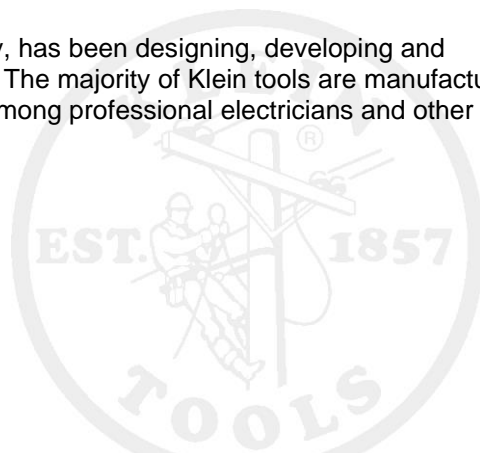 , has been designing, developing and
The majority of Klein tools are manufactu
mong professional electricians and other
KLEIN
®
EST. 1857
TOOLS